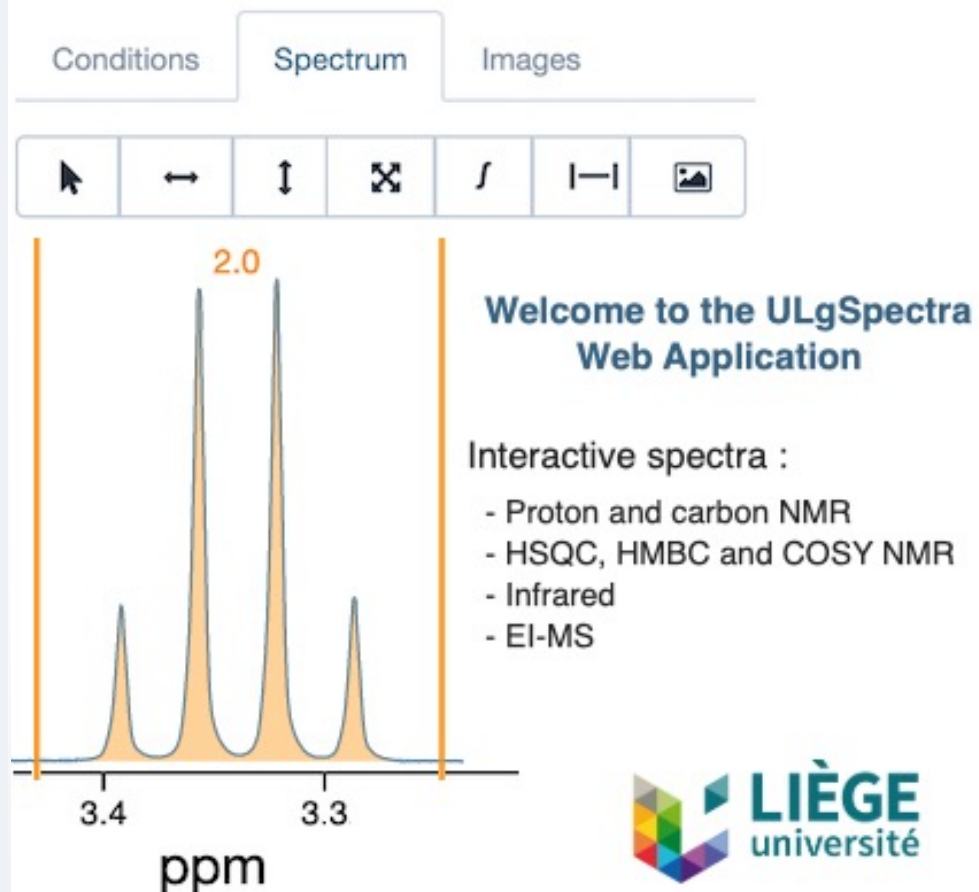 Conditions Spectrum Images
2.0
Welcome to the ULgSpectra
Web Application
Interactive spectra :
- Proton and carbon NMR
- HSQC, HMBC and COSY NMR
- Infrared
- EI-MS
3.4 3.3
ppm
LIÈGE
université